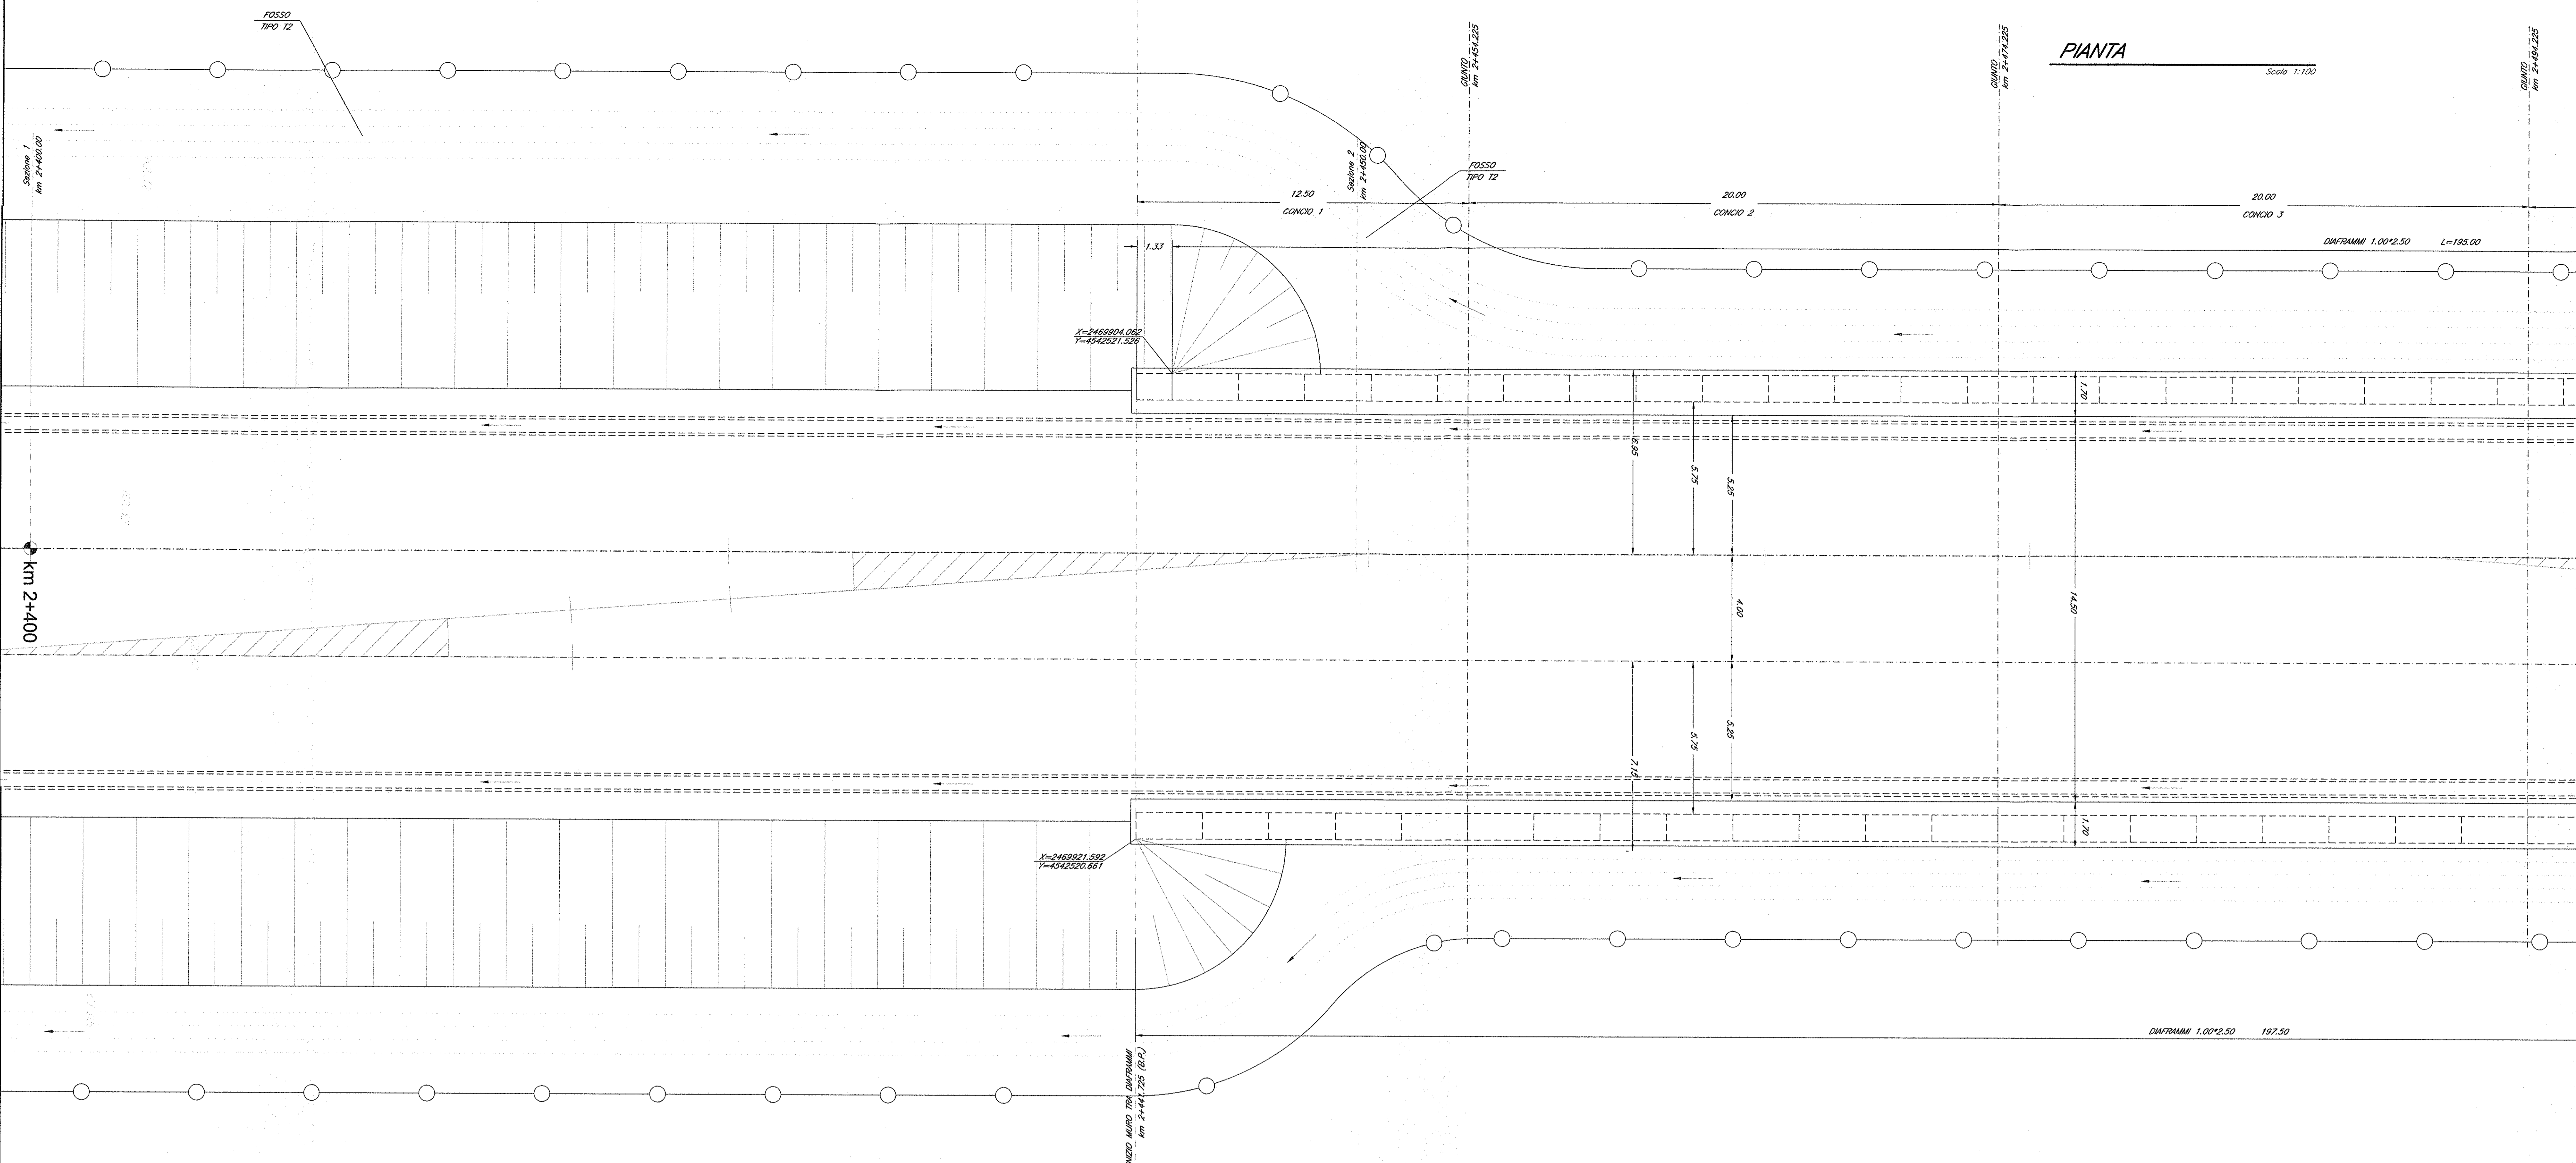 FOSSO
TIPO T2
PIANTA
Scala 1:100
GIUNTO
km 2+454.225
GIUNTO
km 2+474.225
GIUNTO
km 2+494.225
Sezione 1
km 2+400.00
Sezione 2
km 2+450.00
FOSSO
TIPO T2
12.50
CONCIO 1
20.00
CONCIO 2
20.00
CONCIO 3
1.33
DIAFRAMMI 1.00*2.50 L=195.00
X=2469904.062
Y=4542521.526
1.70
6.95
5.75
5.25
km 2+400
4.00
14.50
5.25
5.75
7.15
1.70
X=2469921.592
Y=4542520.661
DIAFRAMMI 1.00*2.50 197.50
INIZIO MURO TRA DIAFRAMMI
km 2+441.725 (B.P.)